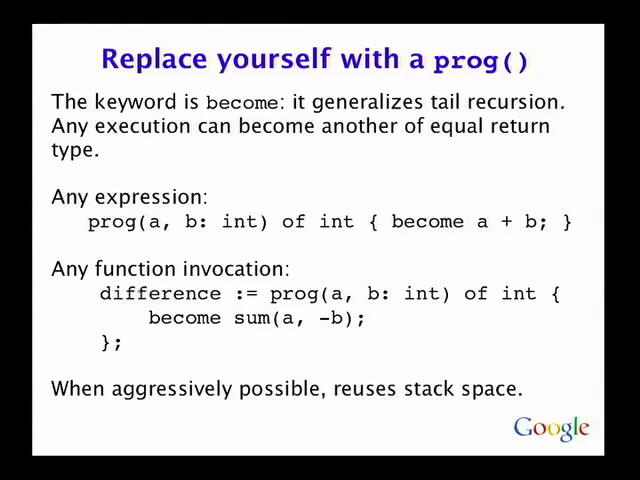 Replace yourself with a prog()
The keyword is become: it generalizes tail recursion.
Any execution can become another of equal return
type.
Any expression:
prog(a, b: int) of int { become a + b; }
Any function invocation:
difference := prog(a, b: int) of int {
become sum(a, -b);
};
When aggressively possible, reuses stack space.
Google